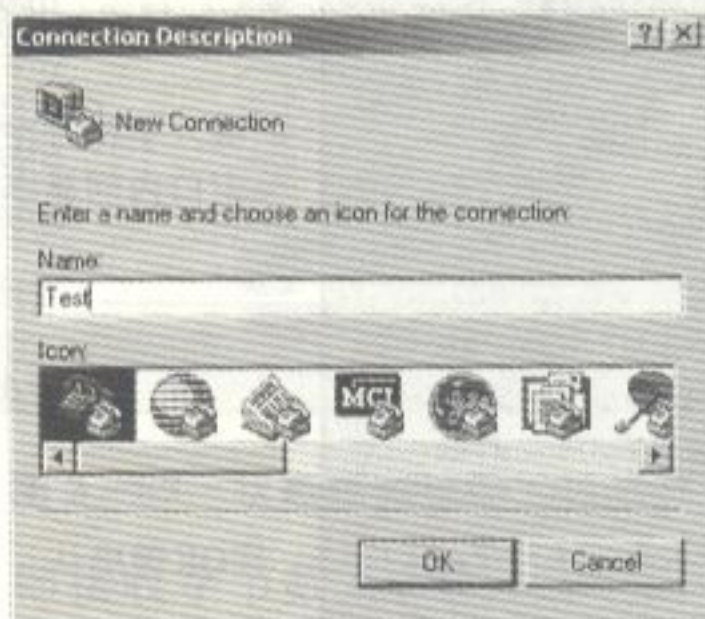 Connection Description
? X
New Connection
Enter a name and choose an icon for the connection:
Name:
Test
Icon:
MCI
OK Cancel